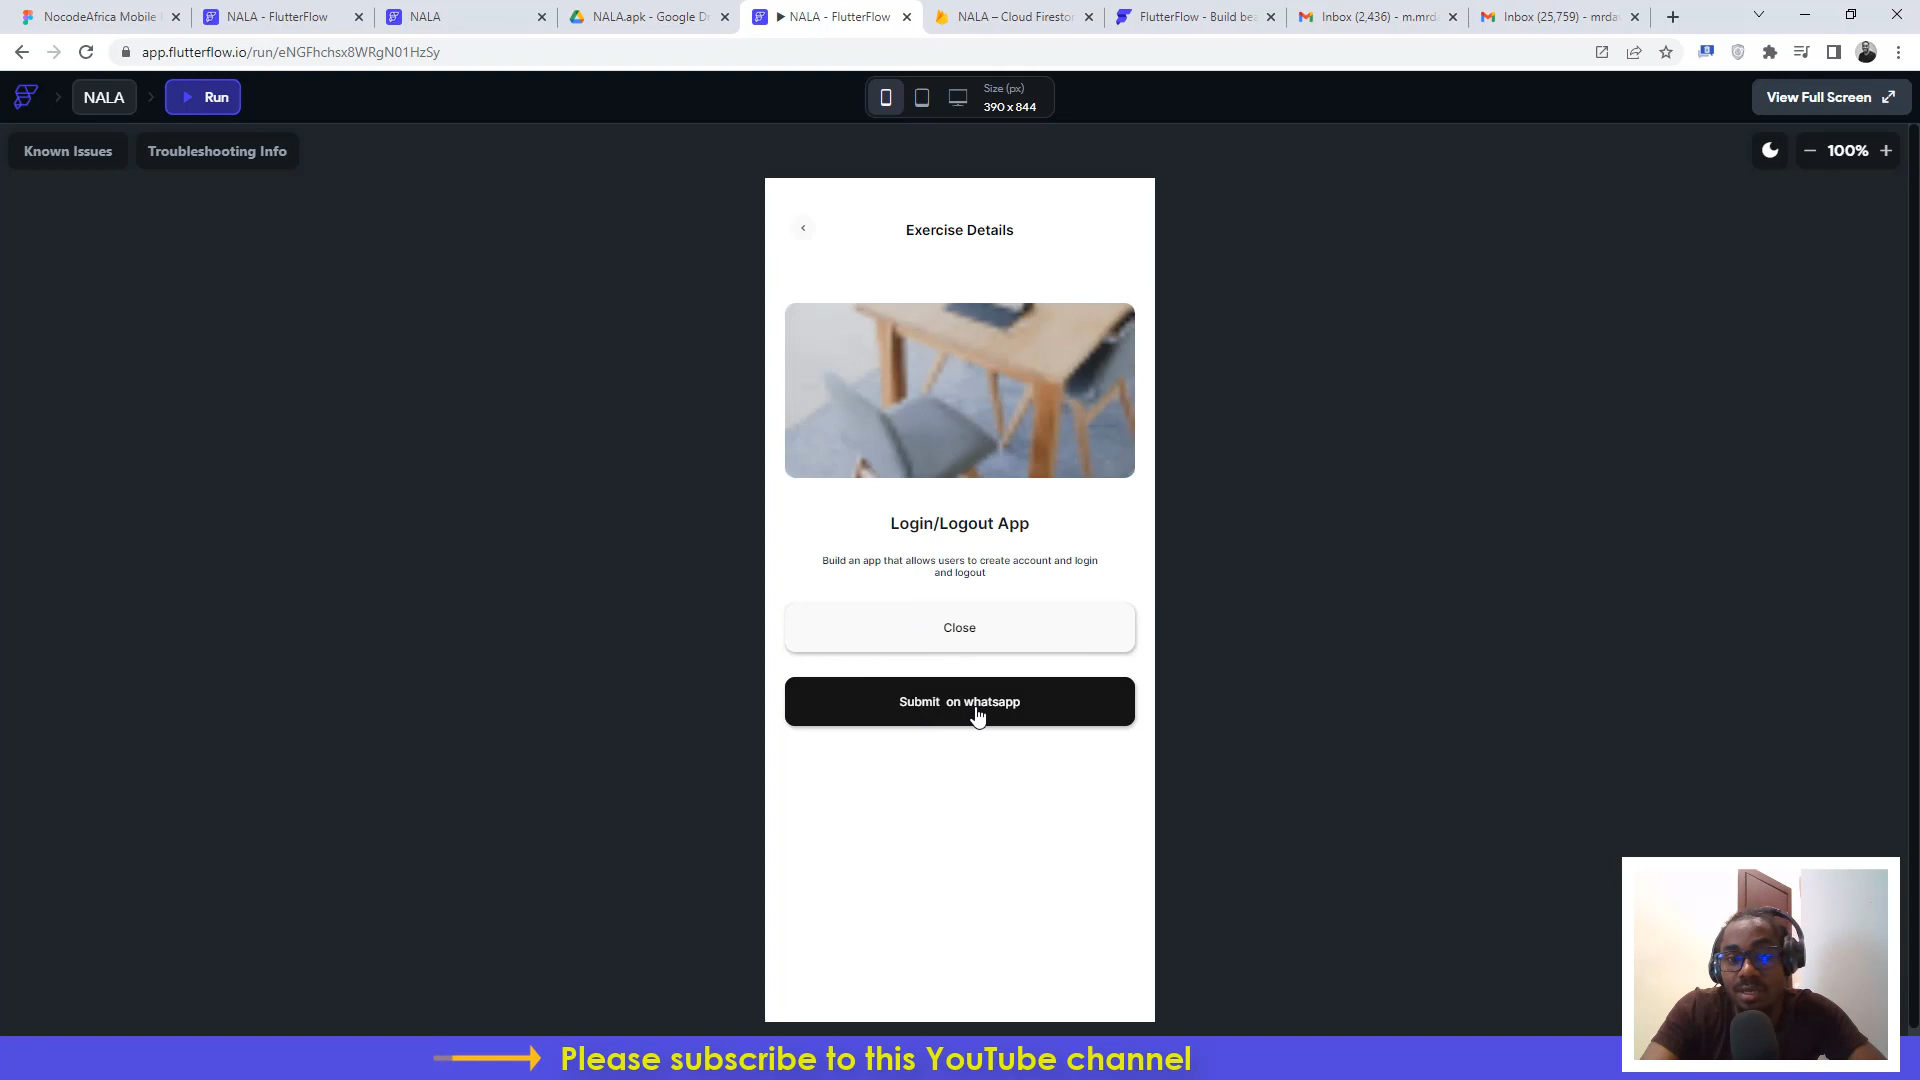 NocodeAfrica Mobile
NALA - FlutterFlow
NALA
NALA.apk - Google Dr
NALA - FlutterFlow
NALA – Cloud Firestor
FlutterFlow - Build bea
Inbox (2,436) - m.mrda
Inbox (25,759) - mrdav
app.flutterflow.io/run/eNGFhchsx8WRgN01HzSy
NALA
Run
Size (px)
390 x 844
View Full Screen
Known Issues
Troubleshooting Info
100%
Exercise Details
Login/Logout App
Build an app that allows users to create account and login
and logout
Close
Submit on whatsapp
Please subscribe to this YouTube channel